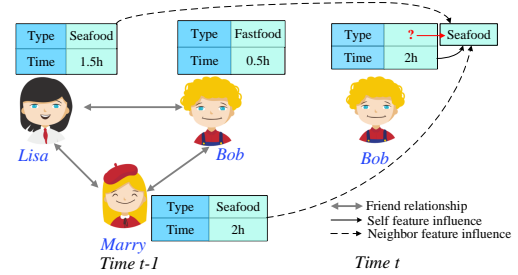 Type Seafood
Time 1.5h
Type Fastfood
Time 0.5h
Type ? Seafood
Time 2h
Lisa
Bob
Bob
Type Seafood
Time 2h
Marry
Time t-1
Time t
Friend relationship
Self feature influence
Neighbor feature influence